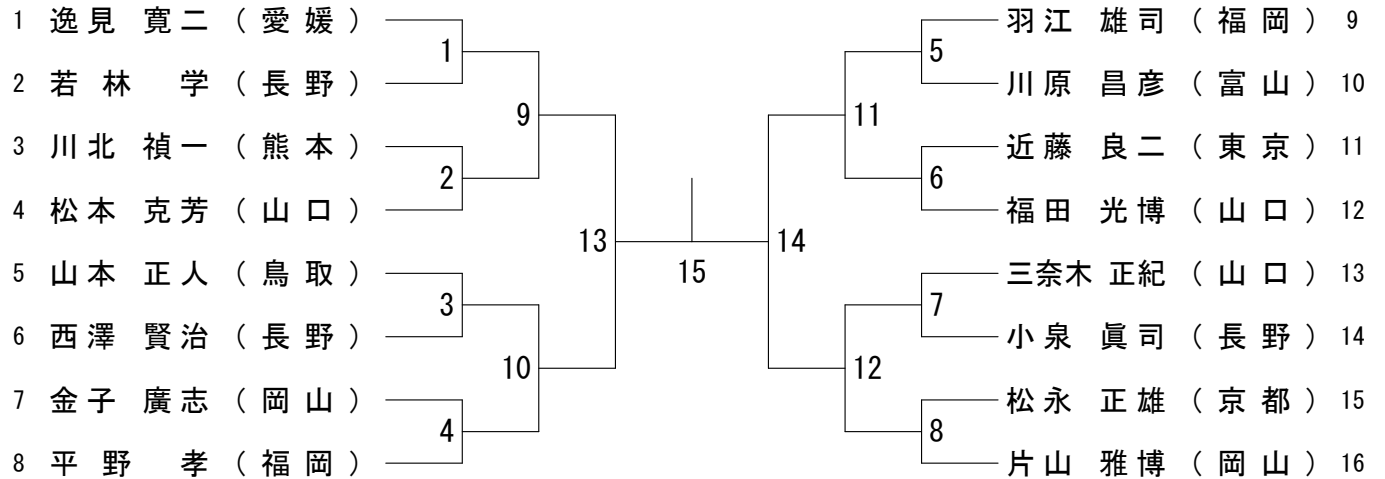 1 逸見 寛二 ( 愛媛 )
2 若林 学 ( 長野 )
3 川北 禎一 ( 熊本 )
4 松本 克芳 ( 山口 )
5 山本 正人 ( 鳥取 )
6 西澤 賢治 ( 長野 )
7 金子 廣志 ( 岡山 )
8 平野 孝 ( 福岡 )
1
2
3
4
9
10
13
15
14
11
12
5
6
7
8
羽江 雄司 ( 福岡 ) 9
川原 昌彦 ( 富山 ) 10
近藤 良二 ( 東京 ) 11
福田 光博 ( 山口 ) 12
三奈木 正紀 ( 山口 ) 13
小泉 眞司 ( 長野 ) 14
松永 正雄 ( 京都 ) 15
片山 雅博 ( 岡山 ) 16